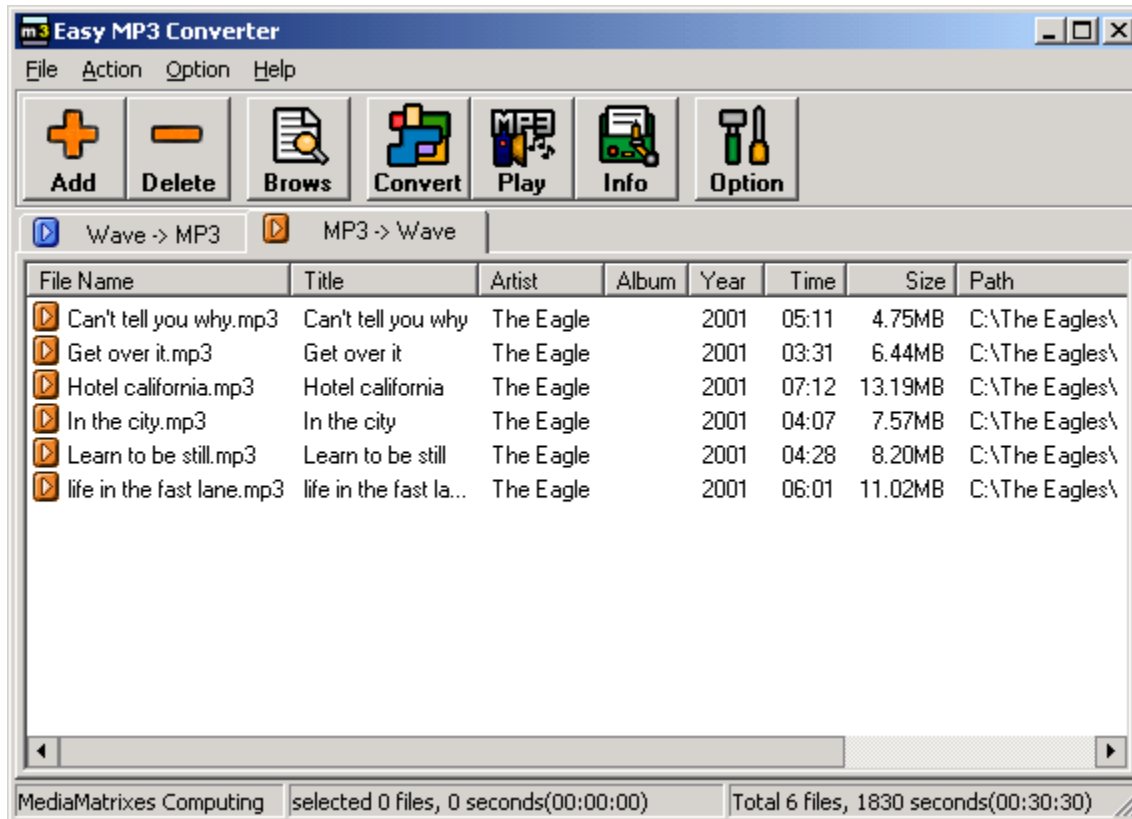 m3 Easy MP3 Converter
File Action Option Help
MP3
Add Delete Brows Convert Play Info Option
Wave -> MP3 MP3 -> Wave
File Name Title Artist Album Year Time Size Path
Can't tell you why.mp3 Can't tell you why The Eagle 2001 05:11 4.75MB C:\The Eagles\
Get over it.mp3 Get over it The Eagle 2001 03:31 6.44MB C:\The Eagles\
Hotel california.mp3 Hotel california The Eagle 2001 07:12 13.19MB C:\The Eagles\
In the city.mp3 In the city The Eagle 2001 04:07 7.57MB C:\The Eagles\
Learn to be still.mp3 Learn to be still The Eagle 2001 04:28 8.20MB C:\The Eagles\
life in the fast lane.mp3 life in the fast la... The Eagle 2001 06:01 11.02MB C:\The Eagles\
MediaMatrixes Computing selected 0 files, 0 seconds(00:00:00) Total 6 files, 1830 seconds(00:30:30)